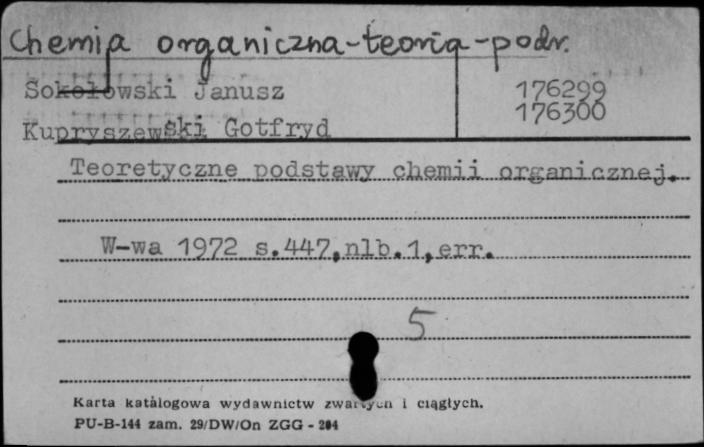 Chemia organiczna-teoria-podr.
Sokołowski Janusz 176299
176300
Kupryszewski Gotfryd
Teoretyczne podstawy chemii organicznej.
W-wa 1972 s.447,nlb.1,err.
5
Karta katalogowa wydawnictw zwartych i ciągłych.
PU-B-144 zam. 29/DW/On ZGG - 204